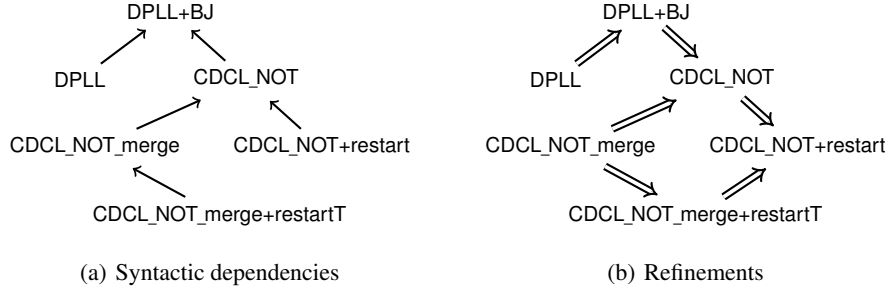 DPLL+BJ
DPLL CDCL_NOT
CDCL_NOT_merge CDCL_NOT+restart
CDCL_NOT_merge+restartT
(a) Syntactic dependencies
DPLL+BJ
DPLL CDCL_NOT
CDCL_NOT_merge CDCL_NOT+restart
CDCL_NOT_merge+restartT
(b) Refinements